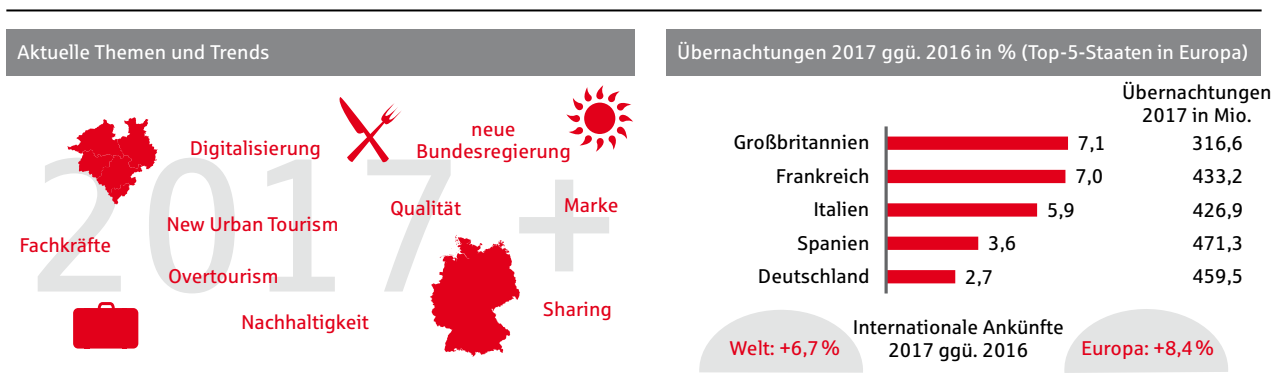 Aktuelle Themen und Trends
2017+
Digitalisierung
neue
Bundesregierung
New Urban Tourism
Qualität
Marke
Fachkräfte
Overtourism
Nachhaltigkeit
Sharing
Übernachtungen 2017 ggü. 2016 in % (Top-5-Staaten in Europa)
Übernachtungen
2017 in Mio.
Großbritannien 7,1 316,6
Frankreich 7,0 433,2
Italien 5,9 426,9
Spanien 3,6 471,3
Deutschland 2,7 459,5
Internationale Ankünfte
2017 ggü. 2016
Welt: +6,7 %
Europa: +8,4 %